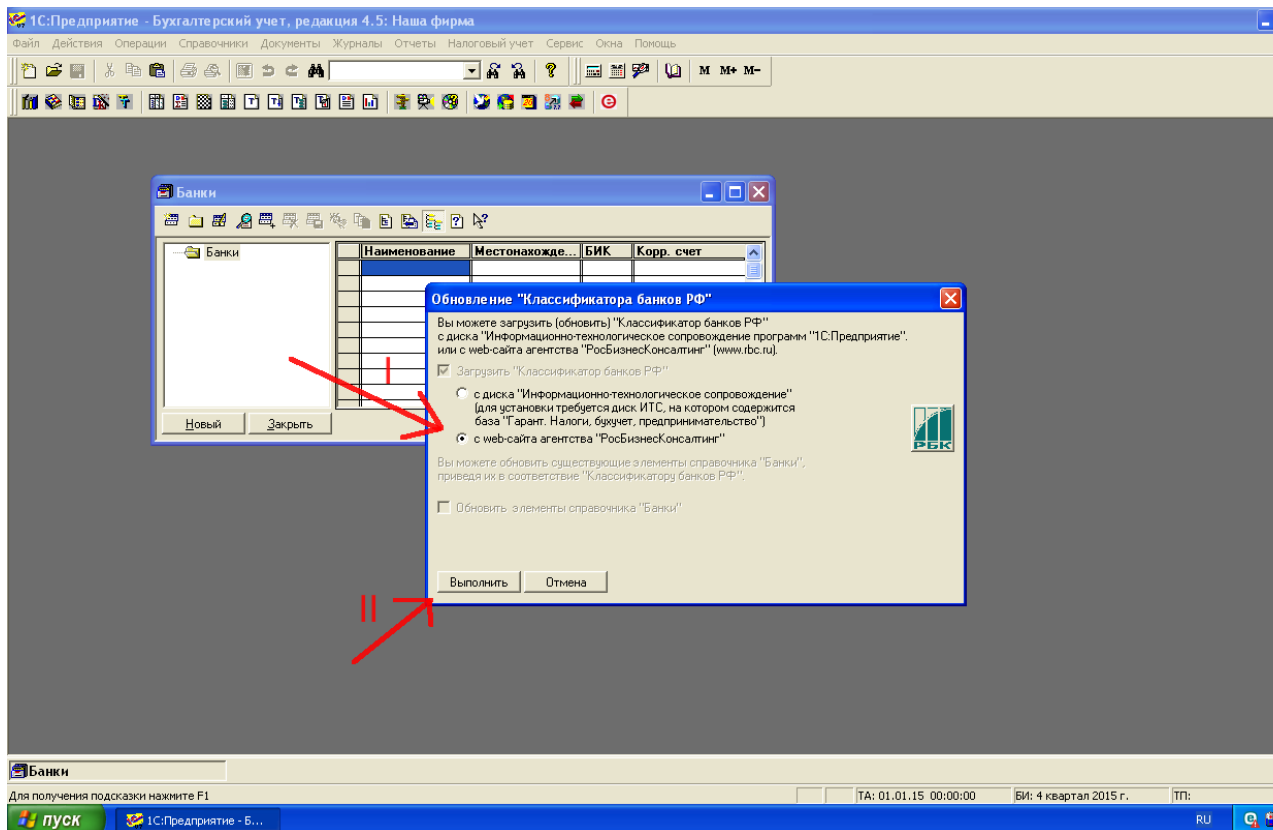 1С:Предприятие - Бухгалтерский учет, редакция 4.5: Наша фирма
Файл Действия Операции Справочники Документы Журналы Отчеты Налоговый учет Сервис Окна Помощь
М М+ М-
Банки
Банки
Наименование Местонахожде... БИК Корр. счет
Новый Закрыть
Обновление "Классификатора банков РФ"
Вы можете загрузить (обновить) "Классификатор банков РФ"
с диска "Информационно-технологическое сопровождение программ "1С:Предприятие".
или с web-сайта агентства "РосБизнесКонсалтинг" (www.rbc.ru).
Загрузить "Классификатор банков РФ"
с диска "Информационно-технологическое сопровождение"
(для установки требуется диск ИТС, на котором содержится
база "Гарант. Налоги, бухучет, предпринимательство")
с web-сайта агентства "РосБизнесКонсалтинг"
РБК
Вы можете обновить существующие элементы справочника "Банки",
приведя их в соответствие "Классификатору банков РФ".
Обновить элементы справочника "Банки"
Выполнить Отмена
I
II
Банки
Для получения подсказки нажмите F1
ТА: 01.01.15 00:00:00 БИ: 4 квартал 2015 г. ТП:
пуск 1С:Предприятие - Б... RU